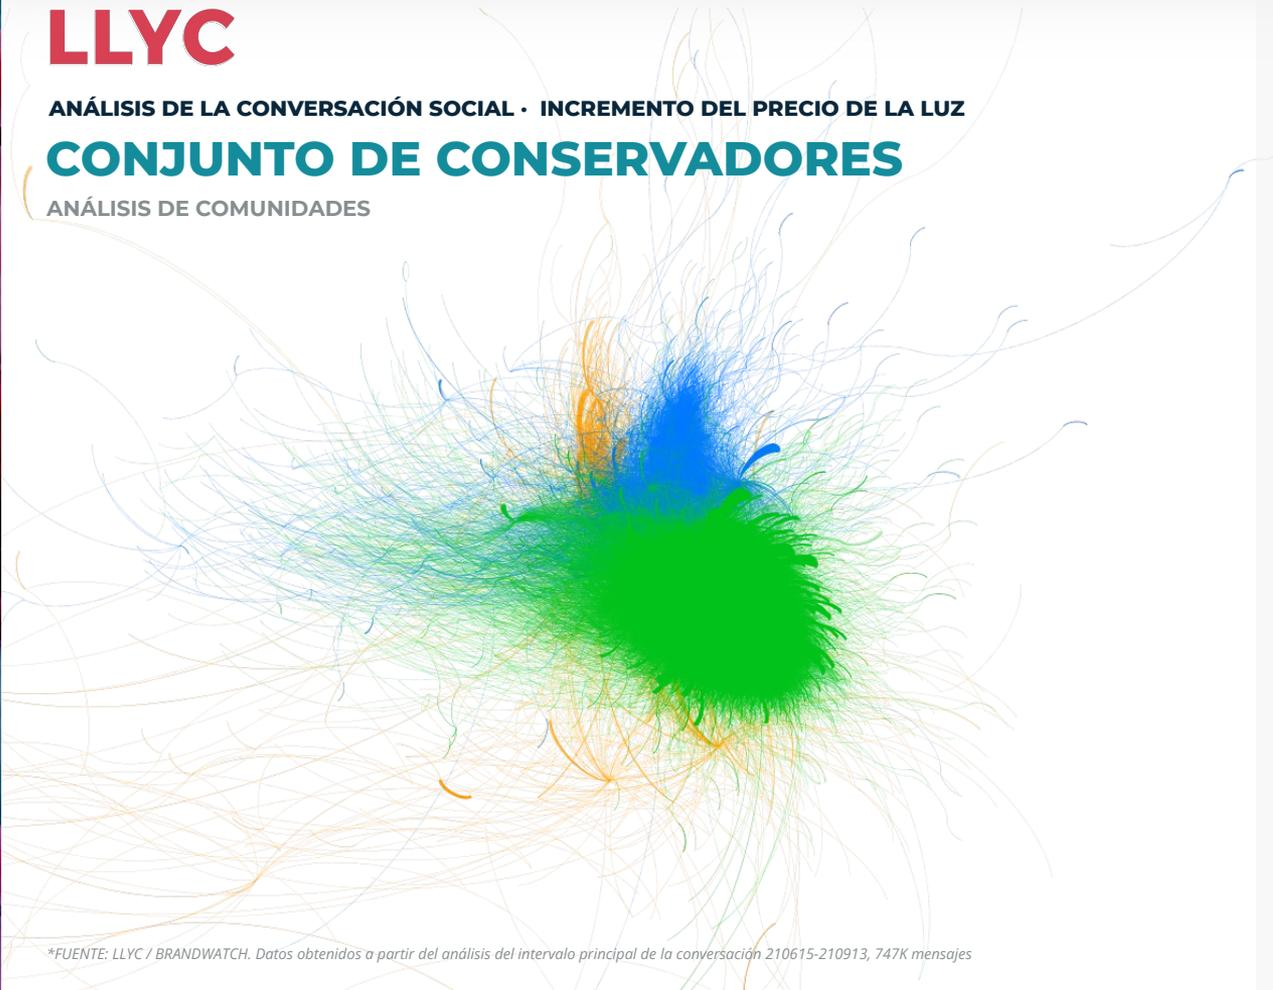 LLYC
ANÁLISIS DE LA CONVERSACIÓN SOCIAL · INCREMENTO DEL PRECIO DE LA LUZ
CONJUNTO DE CONSERVADORES
ANÁLISIS DE COMUNIDADES
*FUENTE: LLYC / BRANDWATCH. Datos obtenidos a partir del análisis del intervalo principal de la conversación 210615-210913, 747K mensajes